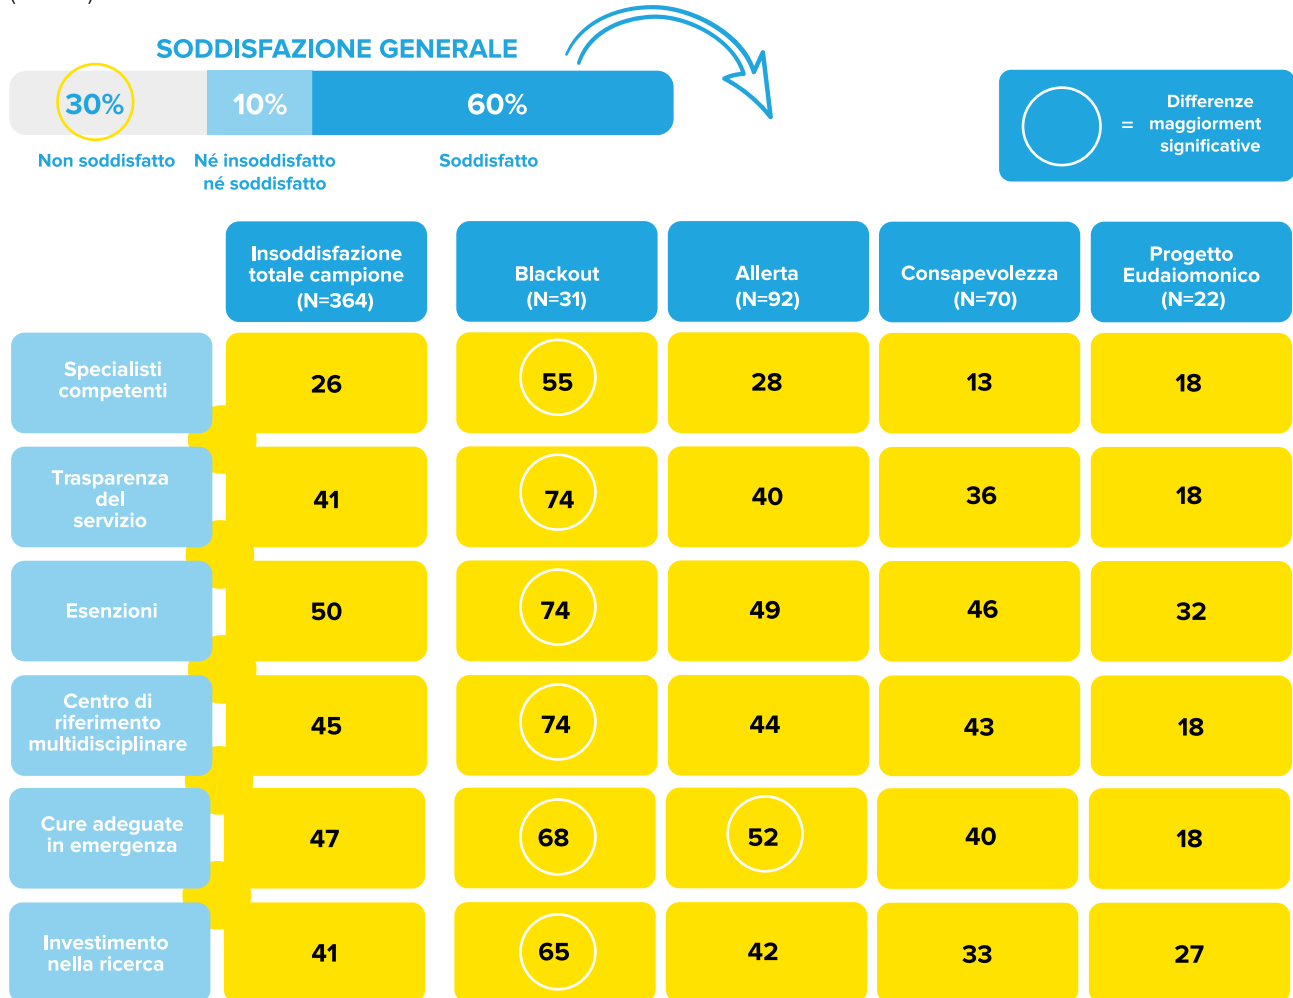 SODDISFAZIONE GENERALE
30%
10%
60%
Non soddisfatto
Né insoddisfatto
né soddisfatto
Soddisfatto
=
Differenze
maggiorment
significative
Insoddisfazione
totale campione
(N=364)
Blackout
(N=31)
Allerta
(N=92)
Consapevolezza
(N=70)
Progetto
Eudaiomonico
(N=22)
Specialisti
competenti
26
55
28
13
18
Trasparenza
del
servizio
41
74
40
36
18
Esenzioni
50
74
49
46
32
Centro di
riferimento
multidisciplinare
45
74
44
43
18
Cure adeguate
in emergenza
47
68
52
40
18
Investimento
nella ricerca
41
65
42
33
27